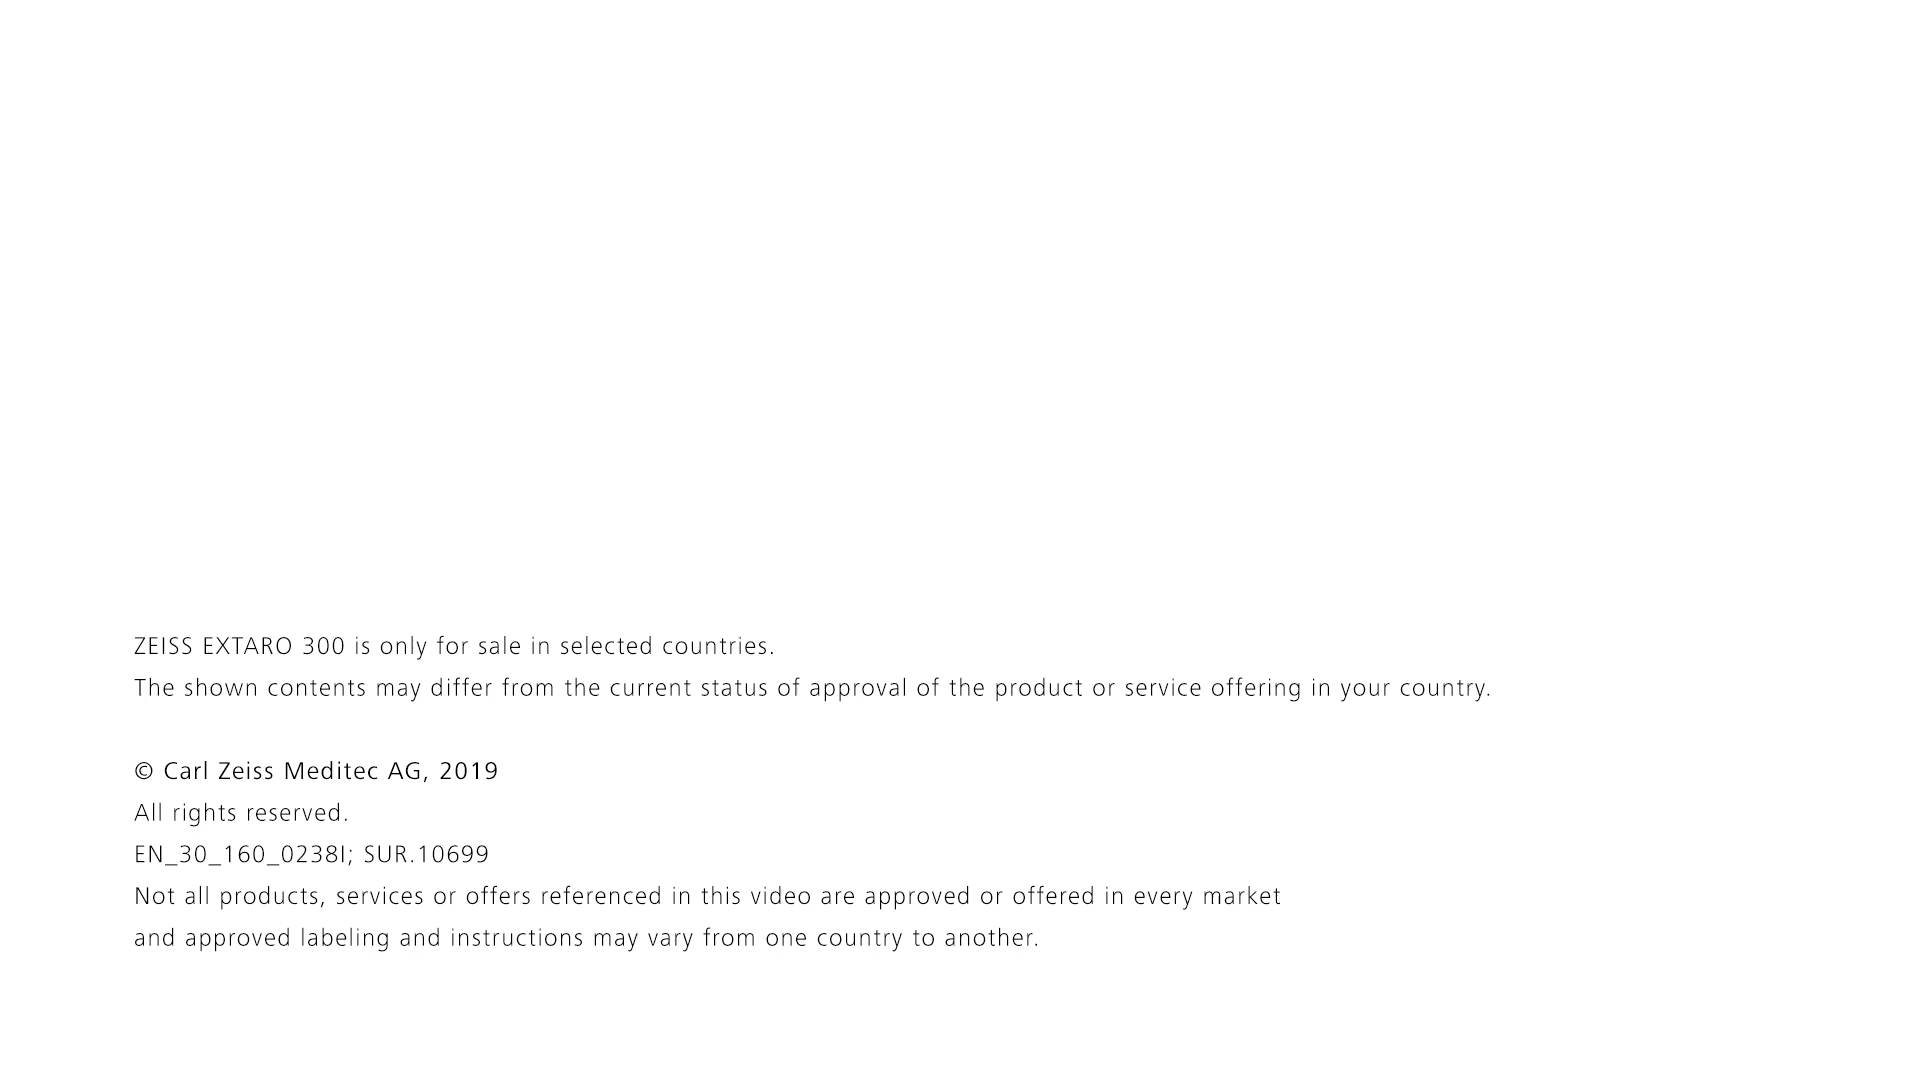 ZEISS EXTARO 300 is only for sale in selected countries.
The shown contents may differ from the current status of approval of the product or service offering in your country.
© Carl Zeiss Meditec AG, 2019
All rights reserved.
EN_30_160_0238I; SUR.10699
Not all products, services or offers referenced in this video are approved or offered in every market
and approved labeling and instructions may vary from one country to another.